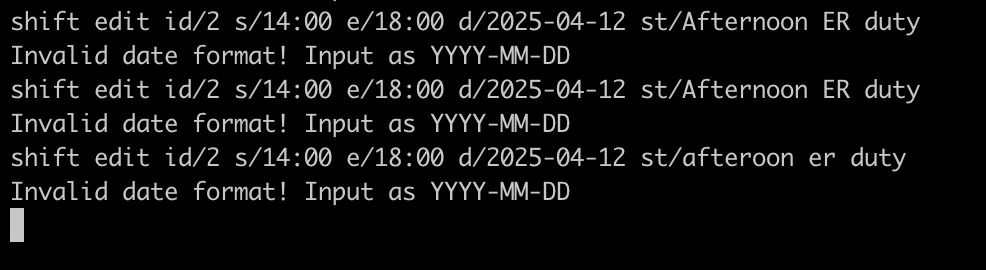 shift edit id/2 s/14:00 e/18:00 d/2025-04-12 st/Afternoon ER duty
Invalid date format! Input as YYYY-MM-DD
shift edit id/2 s/14:00 e/18:00 d/2025-04-12 st/Afternoon ER duty
Invalid date format! Input as YYYY-MM-DD
shift edit id/2 s/14:00 e/18:00 d/2025-04-12 st/afteroon er duty
Invalid date format! Input as YYYY-MM-DD